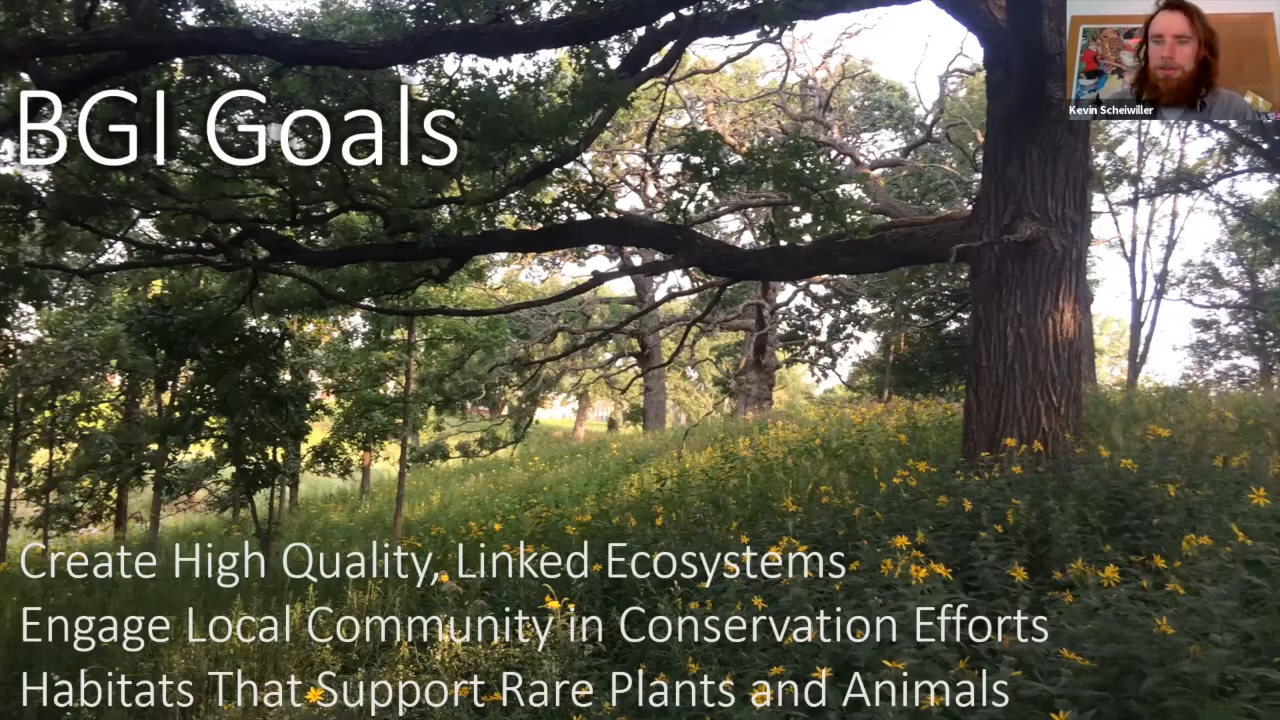 BGI Goals
Kevin Scheiwiller
Create High Quality, Linked Ecosystems
Engage Local Community in Conservation Efforts
Habitats That Support Rare Plants and Animals